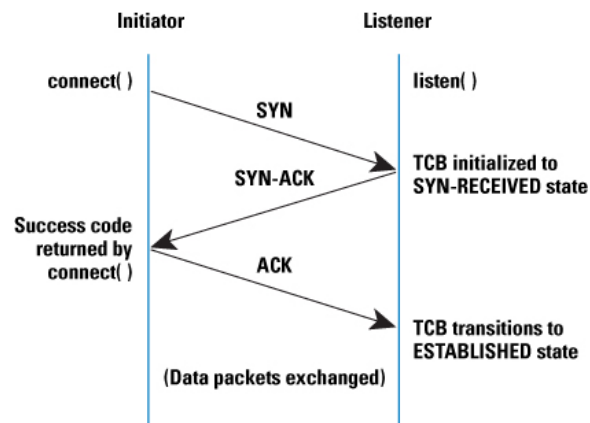 Initiator
Listener
connect( )
listen( )
SYN
TCB initialized to
SYN-RECEIVED state
SYN-ACK
Success code
returned by
connect( )
ACK
TCB transitions to
ESTABLISHED state
(Data packets exchanged)